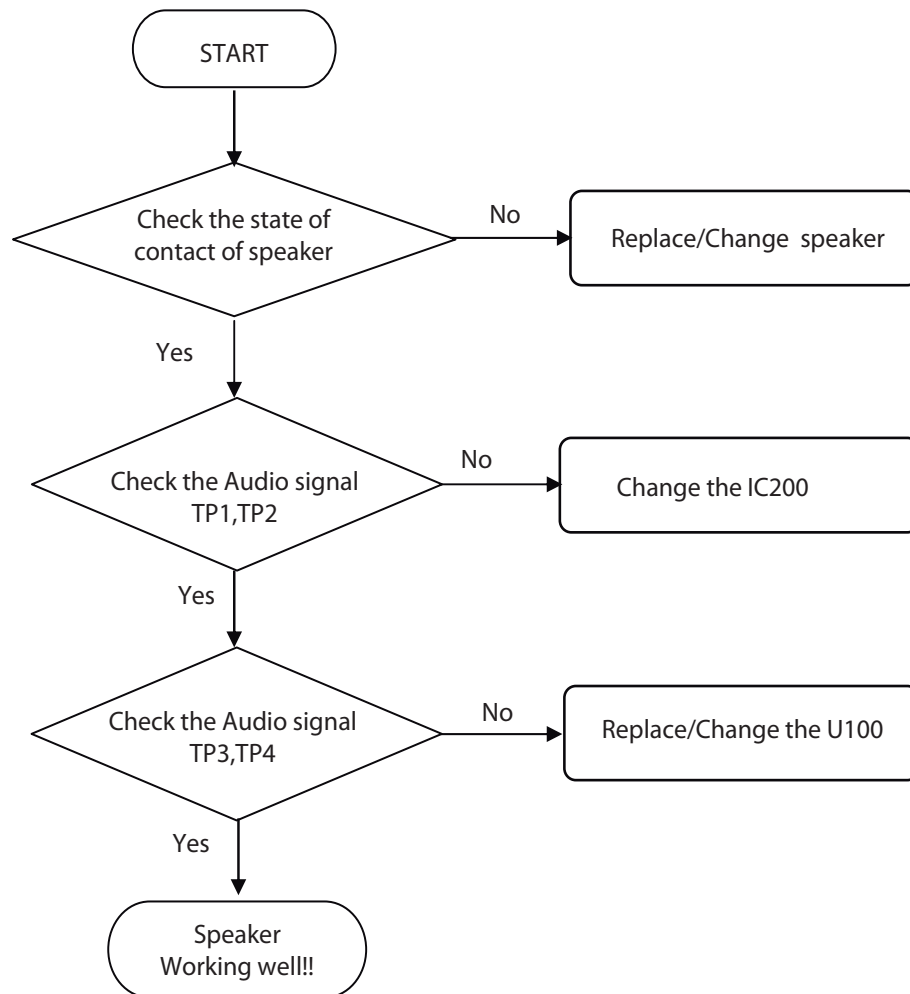 START
Check the state of
contact of speaker
No
Replace/Change speaker
Yes
Check the Audio signal
TP1,TP2
No
Change the IC200
Yes
Check the Audio signal
TP3,TP4
No
Replace/Change the U100
Yes
Speaker
Working well!!